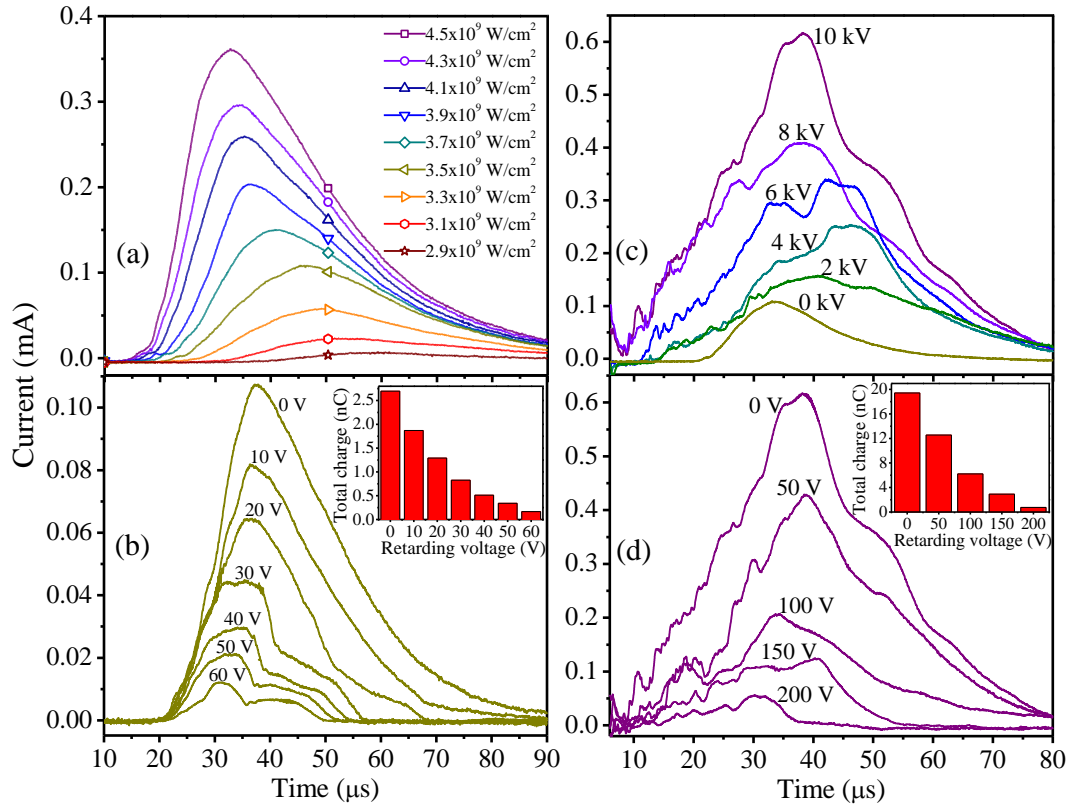 Current (mA)
(a)
0.4
0.3
0.2
0.1
0.0
4.5x10⁹ W/cm²
4.3x10⁹ W/cm²
4.1x10⁹ W/cm²
3.9x10⁹ W/cm²
3.7x10⁹ W/cm²
3.5x10⁹ W/cm²
3.3x10⁹ W/cm²
3.1x10⁹ W/cm²
2.9x10⁹ W/cm²
(c)
0.6
0.5
0.4
0.3
0.2
0.1
0.0
10 kV
8 kV
6 kV
4 kV
2 kV
0 kV
10 20 30 40 50 60 70 80
(b)
0.10
0.08
0.06
0.04
0.02
0.00
0 V
10 V
20 V
30 V
40 V
50 V
60 V
Total charge (nC)
2.5
2.0
1.5
1.0
0.5
0.0
0 10 20 30 40 50 60
Retarding voltage (V)
10 20 30 40 50 60 70 80 90
Time (μs)
(d)
0.6
0.5
0.4
0.3
0.2
0.1
0.0
0 V
50 V
100 V
150 V
200 V
Total charge (nC)
20
16
12
8
4
0
0 50 100 150 200
Retarding voltage (V)
10 20 30 40 50 60 70 80
Time (μs)